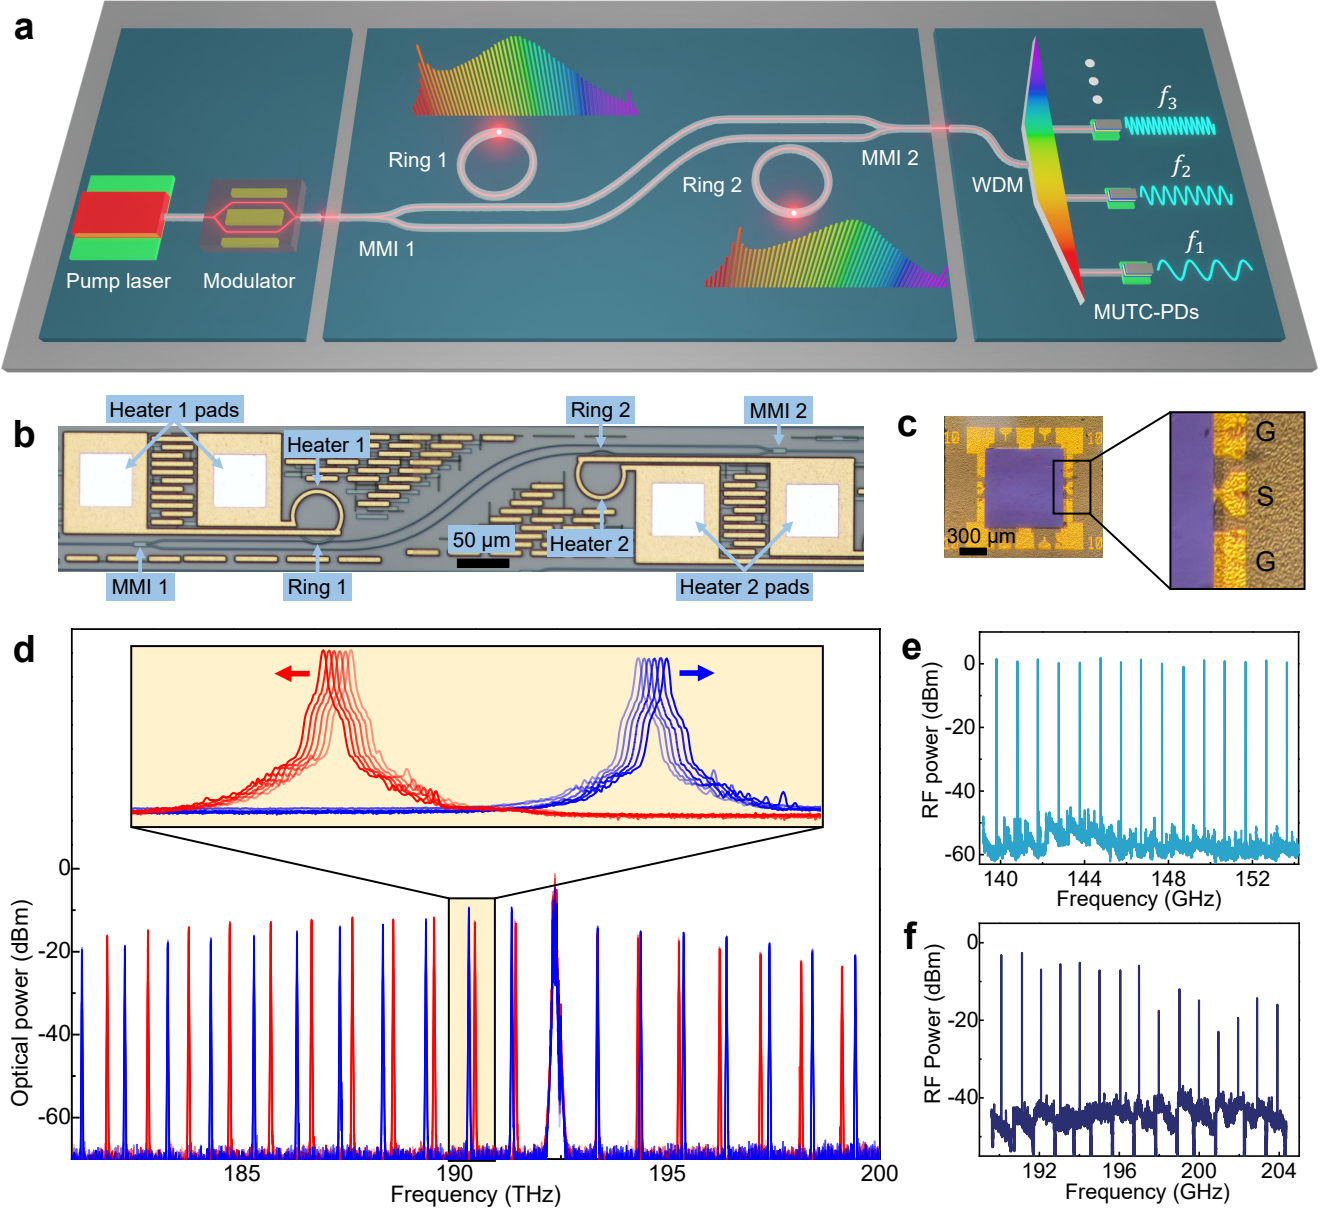 a
Ring 1
Ring 2
MMI 1
MMI 2
WDM
f₃
f₂
f₁
Pump laser
Modulator
MUTC-PDs
b
Heater 1 pads
Heater 1
Ring 2
MMI 2
50 μm
Heater 2
MMI 1
Ring 1
Heater 2 pads
c
10
10
10
10
300 μm
G
S
G
d
0
-20
-40
-60
Optical power (dBm)
185
190
195
200
Frequency (THz)
e
0
-20
-40
-60
RF power (dBm)
140
144
148
152
Frequency (GHz)
f
0
-20
-40
RF Power (dBm)
192
196
200
204
Frequency (GHz)